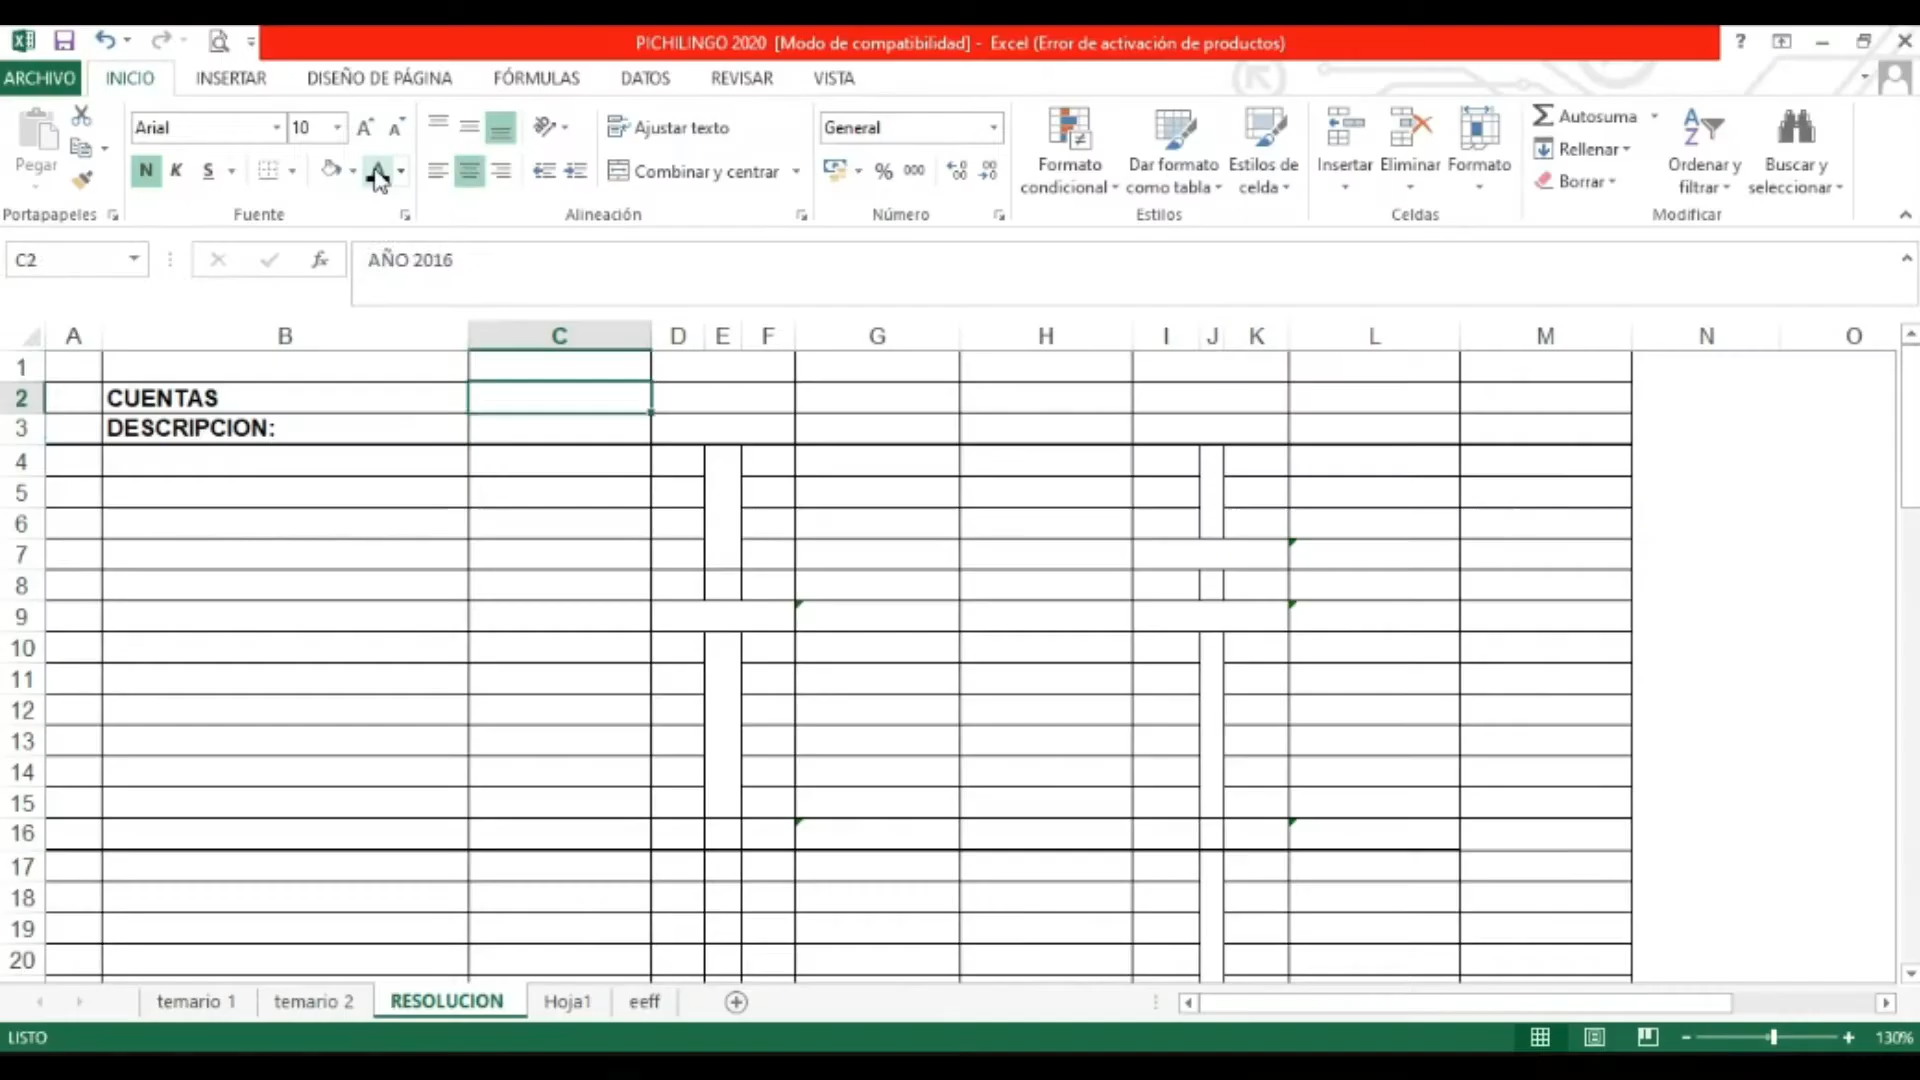 PICHILINGO 2020 [Modo de compatibilidad] - Excel (Error de activación de productos)
?
ARCHIVO INICIO INSERTAR DISEÑO DE PÁGINA FÓRMULAS DATOS REVISAR VISTA
Pegar
Portapapeles
Arial 10
N K S
Fuente
Ajustar texto
Combinar y centrar
Alineación
General
% 000
Número
Formato condicional
Dar formato como tabla
Estilos de celda
Estilos
Insertar Eliminar Formato
Celdas
Autosuma
Rellenar
Borrar
Ordenar y filtrar
Buscar y seleccionar
Modificar
C2 fx AÑO 2016
A B C D E F G H I J K L M N O
1
2 CUENTAS
3 DESCRIPCION:
4
5
6
7
8
9
10
11
12
13
14
15
16
17
18
19
20
temario 1 temario 2 RESOLUCION Hoja1 eeff
LISTO 130%